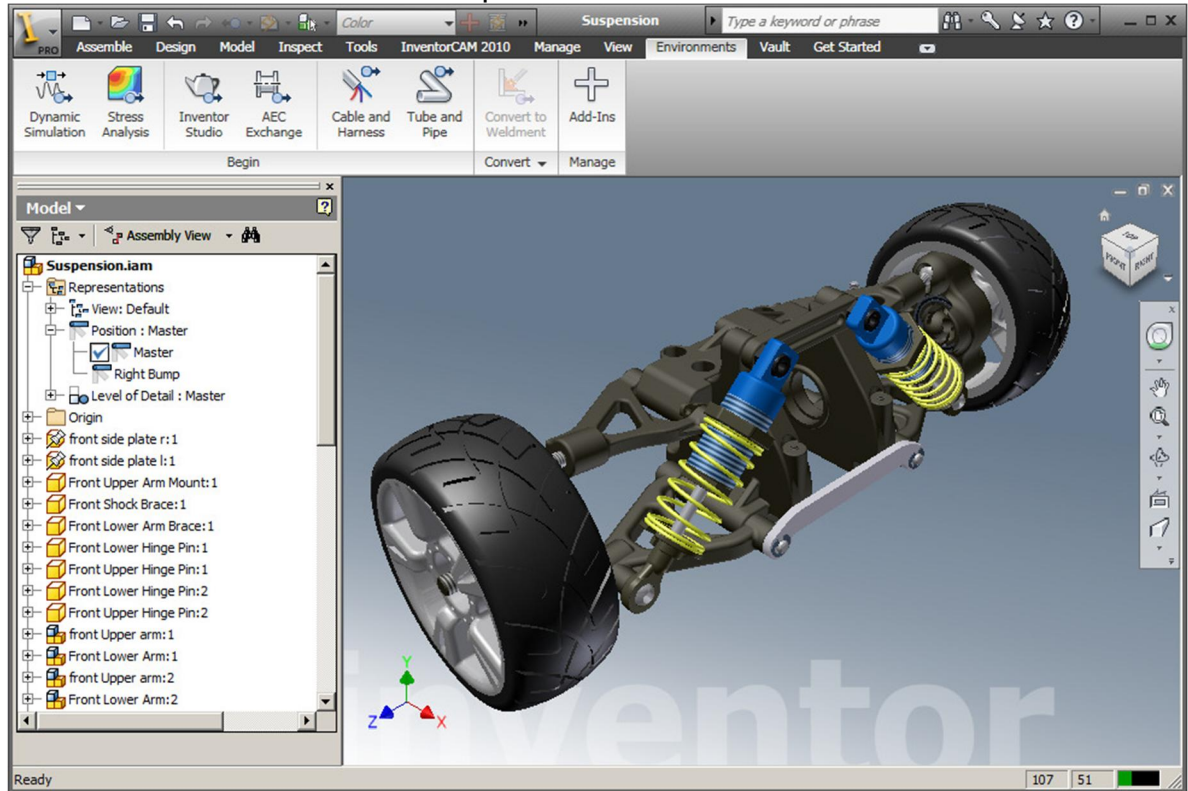 Color
Suspension
Type a keyword or phrase
PRO
Assemble Design Model Inspect Tools InventorCAM 2010 Manage View Environments Vault Get Started
Dynamic Simulation
Stress Analysis
Inventor Studio
AEC Exchange
Cable and Harness
Tube and Pipe
Convert to Weldment
Add-Ins
Begin
Convert
Manage
Model
Assembly View
Suspension.iam
Representations
View: Default
Position : Master
Master
Right Bump
Level of Detail : Master
Origin
front side plate r:1
front side plate l:1
Front Upper Arm Mount:1
Front Shock Brace:1
Front Lower Arm Brace:1
Front Lower Hinge Pin:1
Front Upper Hinge Pin:1
Front Lower Hinge Pin:2
Front Upper Hinge Pin:2
front Upper arm:1
Front Lower Arm:1
front Upper arm:2
Front Lower Arm:2
TOP
FRONT RIGHT
Y
Z X
inventor
Ready
107 51